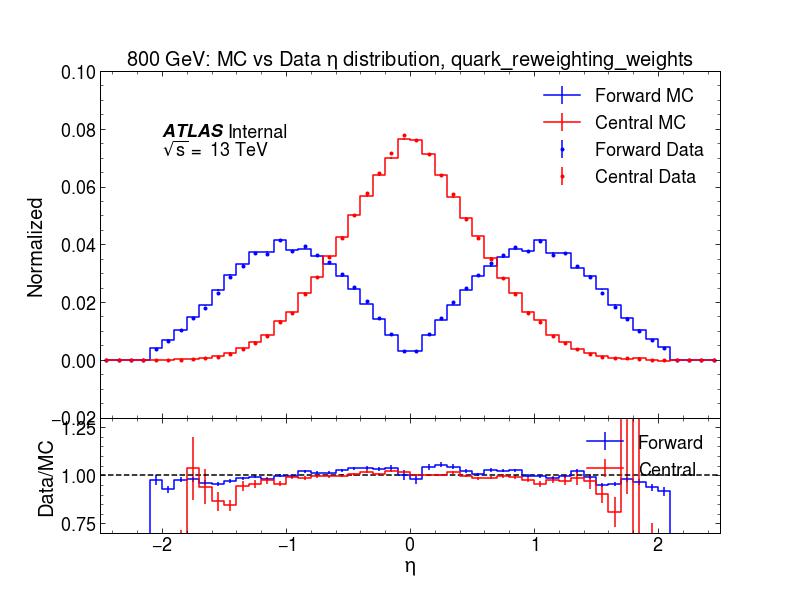 800 GeV: MC vs Data η distribution, quark_reweighting_weights
0.10
0.08
0.06
0.04
0.02
0.00
−0.02
Normalized
ATLAS Internal
√s = 13 TeV
Forward MC
Central MC
Forward Data
Central Data
1.25
1.00
0.75
Data/MC
Forward
Central
−2 −1 0 1 2
η